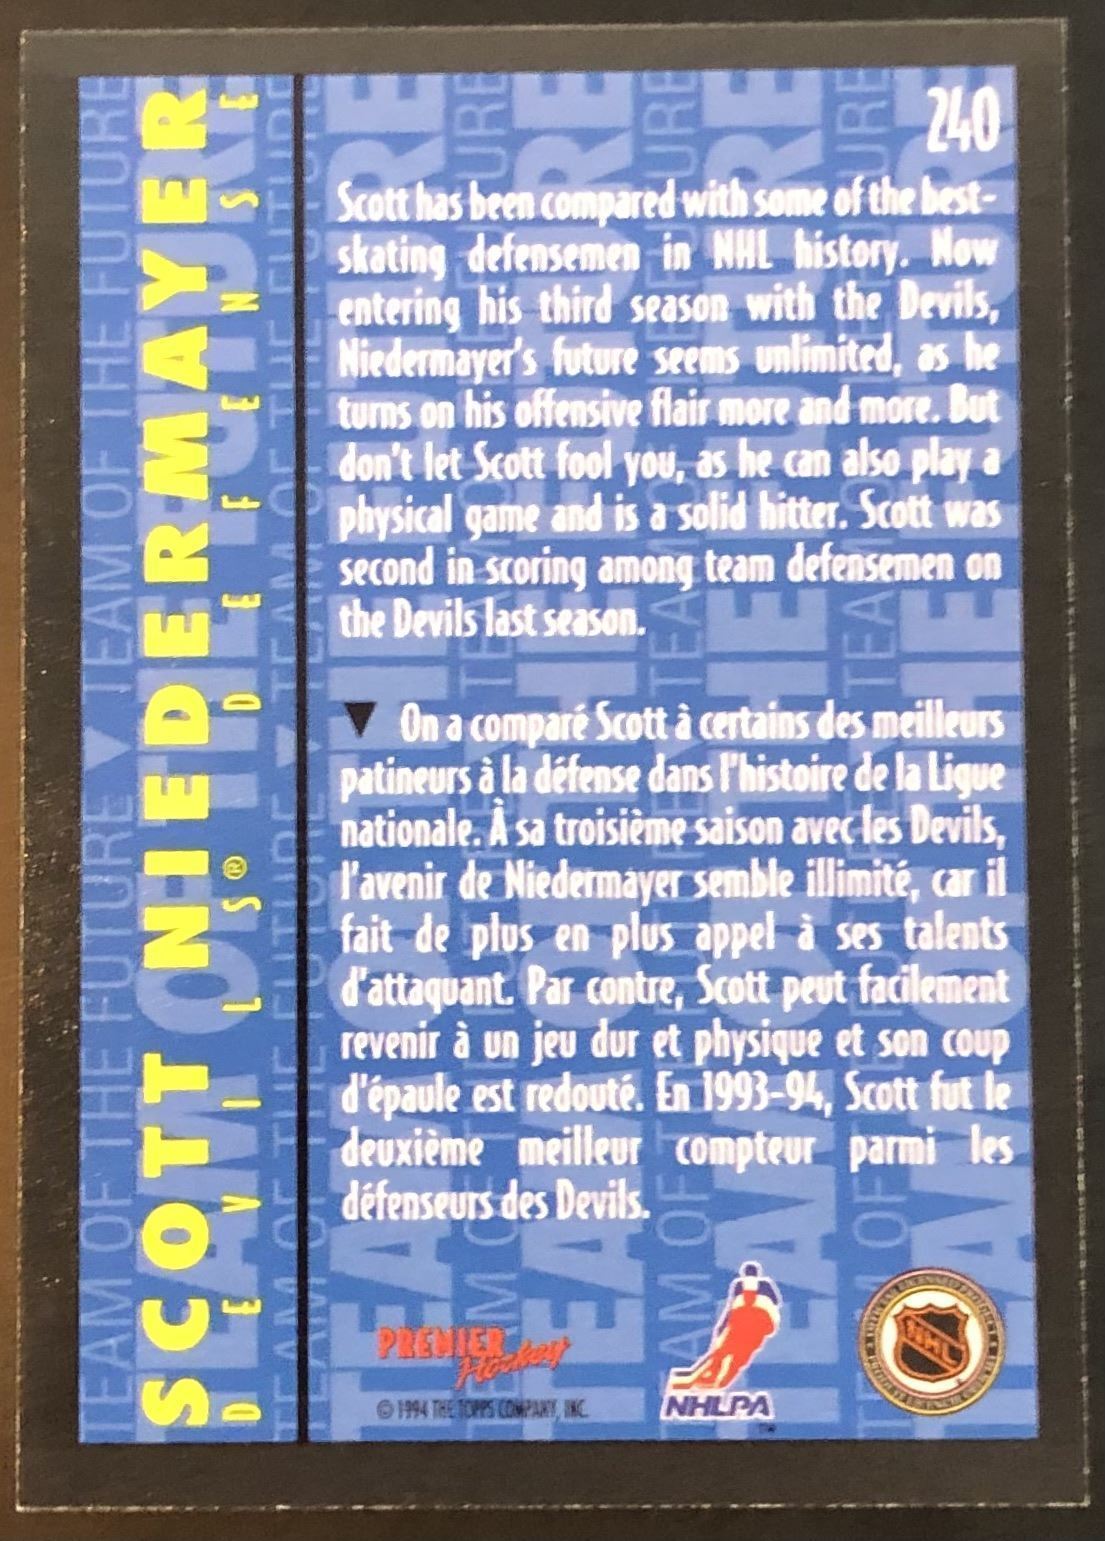 240
SCOTT NIEDERMAYER
DEVILS® DEFENSE
Scott has been compared with some of the best-
skating defensemen in NHL history. Now
entering his third season with the Devils,
Niedermayer's future seems unlimited, as he
turns on his offensive flair more and more. But
don't let Scott fool you, as he can also play a
physical game and is a solid hitter. Scott was
second in scoring among team defensemen on
the Devils last season.
▼ On a comparé Scott à certains des meilleurs
patineurs à la défense dans l'histoire de la Ligue
nationale. À sa troisième saison avec les Devils,
l'avenir de Niedermayer semble illimité, car il
fait de plus en plus appel à ses talents
d'attaquant. Par contre, Scott peut facilement
revenir à un jeu dur et physique et son coup
d'épaule est redouté. En 1993-94, Scott fut le
deuxième meilleur compteur parmi les
défenseurs des Devils.
PREMIER
Hockey
© 1994 THE TOPPS COMPANY, INC.
NHLPA
™
NHL
TEAM OF THE FUTURE